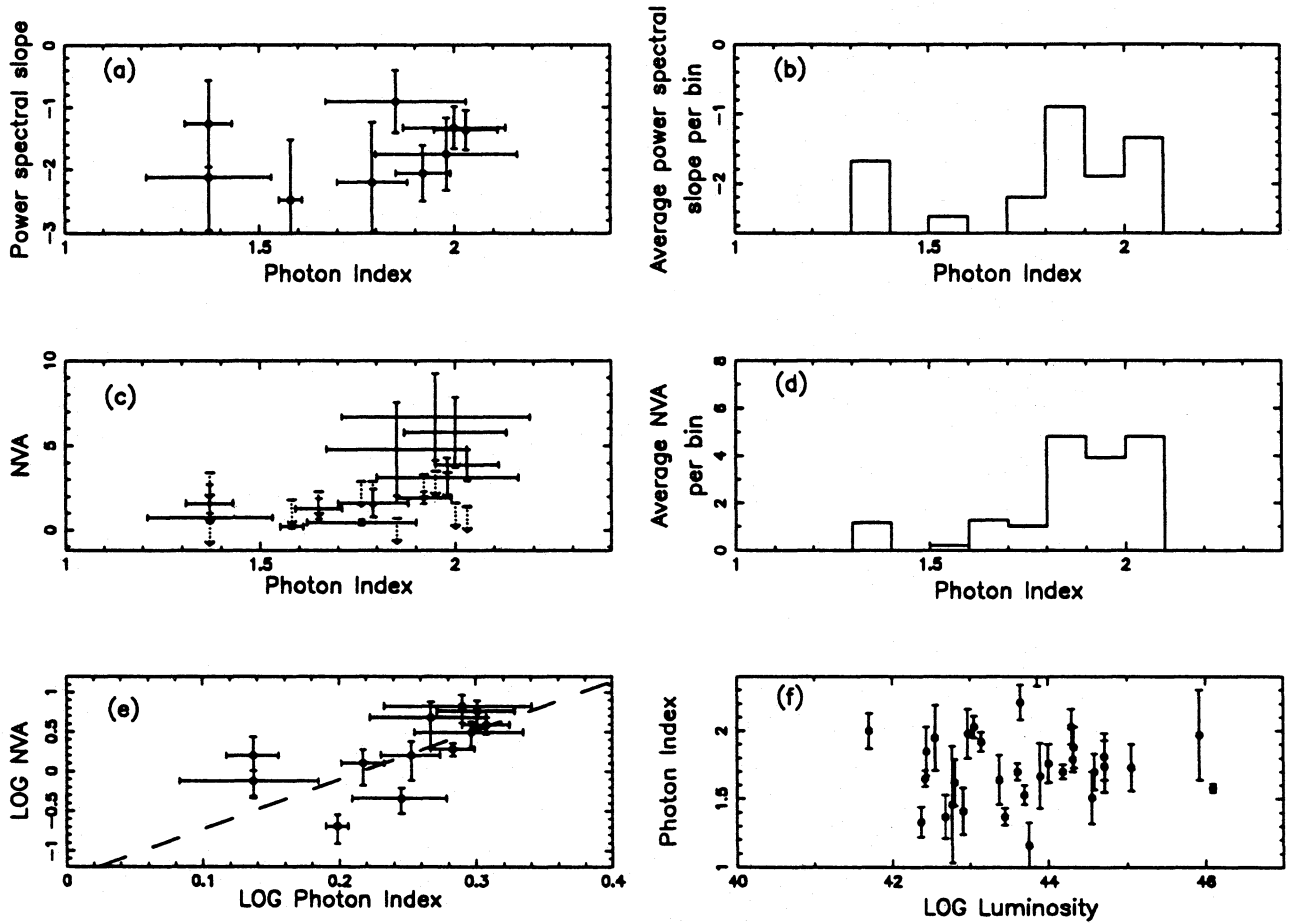 (a)
Power spectral slope
0
-1
-2
-3
1
1.5
2
Photon Index
(b)
Average power spectral
slope per bin
0
-1
-2
1
1.5
2
Photon Index
(c)
NVA
10
5
0
1
1.5
2
Photon Index
(d)
Average NVA
per bin
8
6
4
2
0
1
1.5
2
Photon Index
(e)
LOG NVA
1
0.5
0
-0.5
-1
0
0.1
0.2
0.3
0.4
LOG Photon Index
(f)
Photon Index
2
1.5
1
40
42
44
46
LOG Luminosity